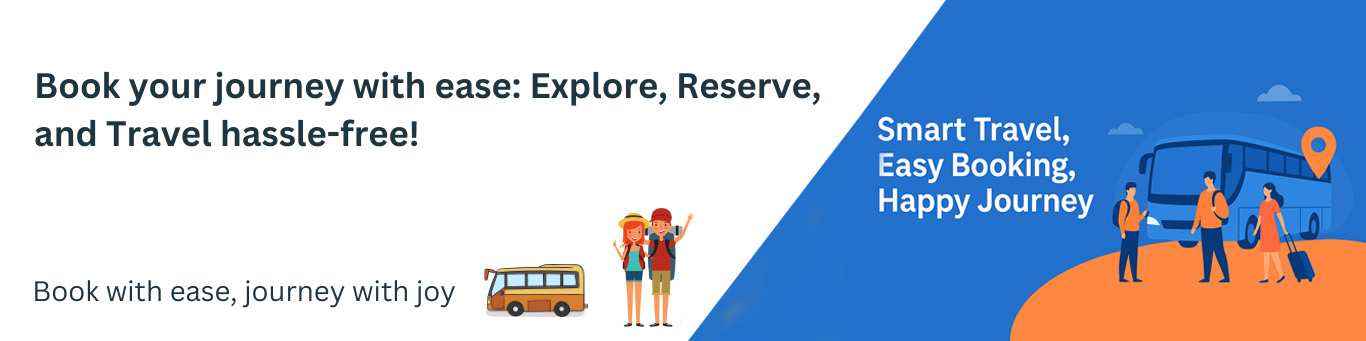 Book your journey with ease: Explore, Reserve,
and Travel hassle-free!
Book with ease, journey with joy
Smart Travel,
Easy Booking,
Happy Journey